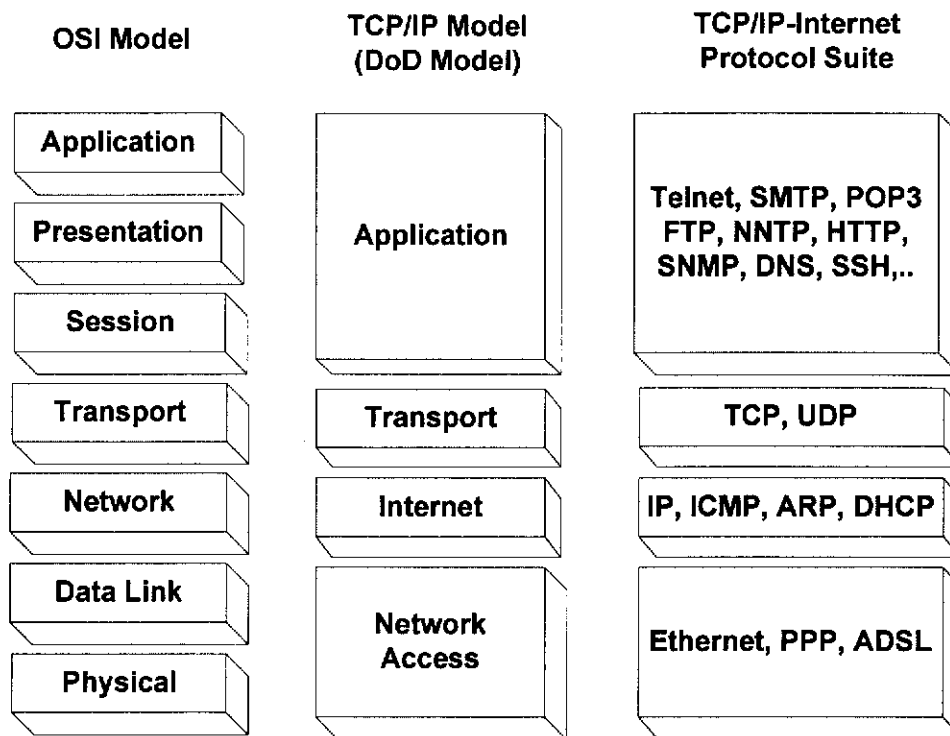 OSI Model
TCP/IP Model
(DoD Model)
TCP/IP-Internet
Protocol Suite
Application
Presentation
Session
Transport
Network
Data Link
Physical
Application
Transport
Internet
Network
Access
Telnet, SMTP, POP3
FTP, NNTP, HTTP,
SNMP, DNS, SSH,..
TCP, UDP
IP, ICMP, ARP, DHCP
Ethernet, PPP, ADSL